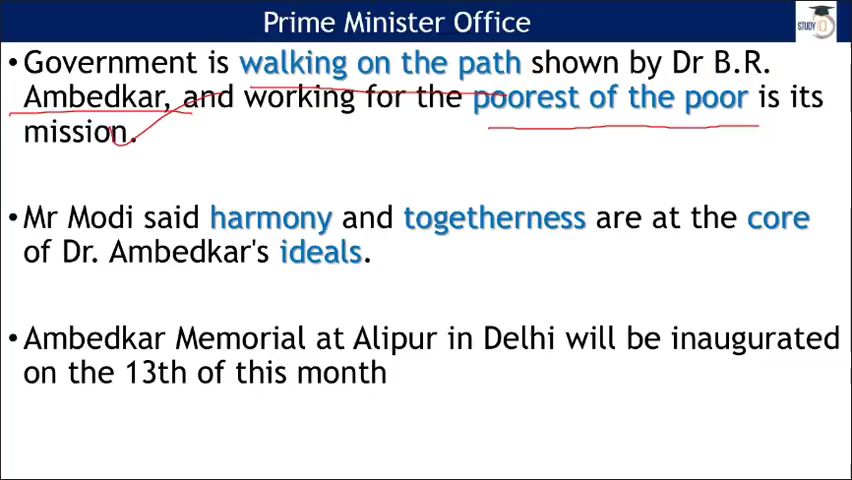 Prime Minister Office
STUDY IQ
•Government is walking on the path shown by Dr B.R.
Ambedkar, and working for the poorest of the poor is its
mission.
•Mr Modi said harmony and togetherness are at the core
of Dr. Ambedkar's ideals.
•Ambedkar Memorial at Alipur in Delhi will be inaugurated
on the 13th of this month